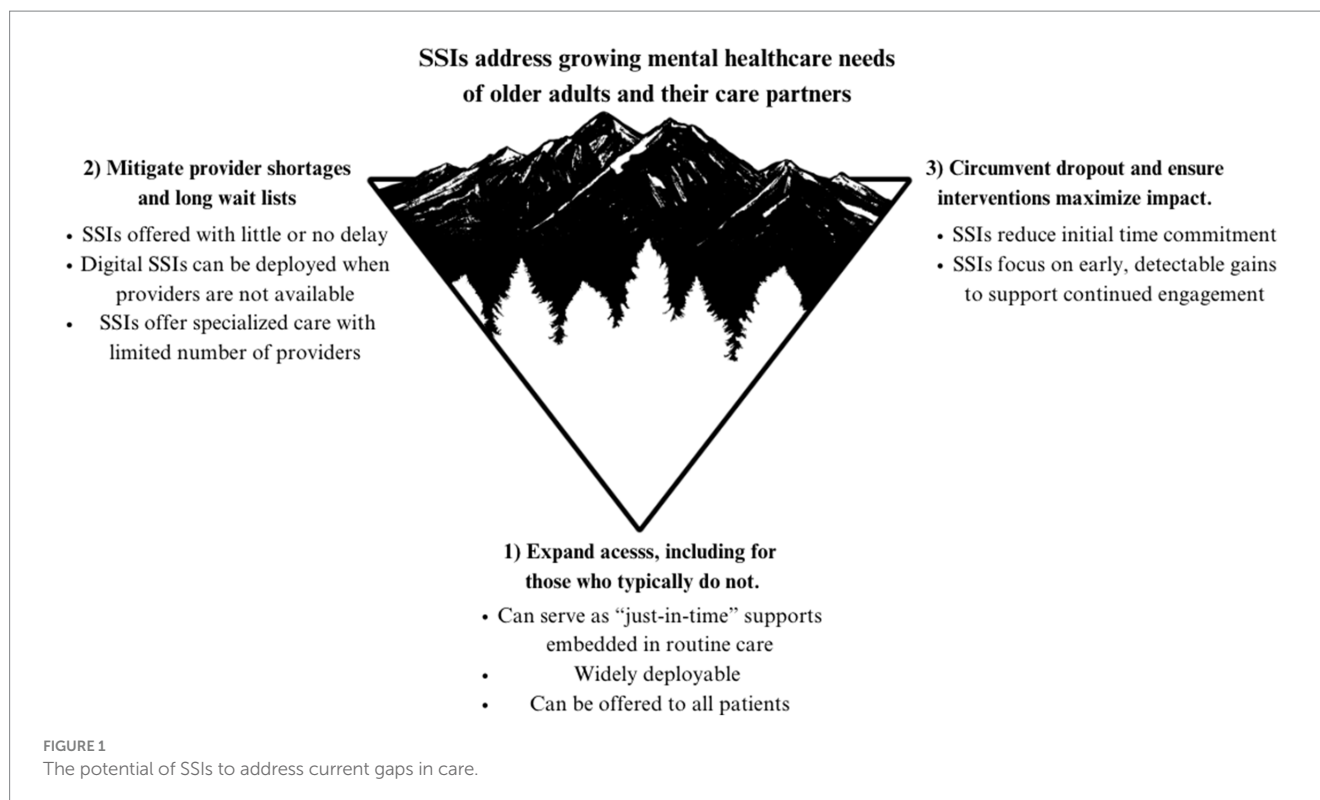 SSIs address growing mental healthcare needs
of older adults and their care partners
2) Mitigate provider shortages
and long wait lists
• SSIs offered with little or no delay
• Digital SSIs can be deployed when
providers are not available
• SSIs offer specialized care with
limited number of providers
3) Circumvent dropout and ensure
interventions maximize impact.
• SSIs reduce initial time commitment
• SSIs focus on early, detectable gains
to support continued engagement
1) Expand acesss, including for
those who typically do not.
• Can serve as “just-in-time” supports
embedded in routine care
• Widely deployable
• Can be offered to all patients
FIGURE 1
The potential of SSIs to address current gaps in care.